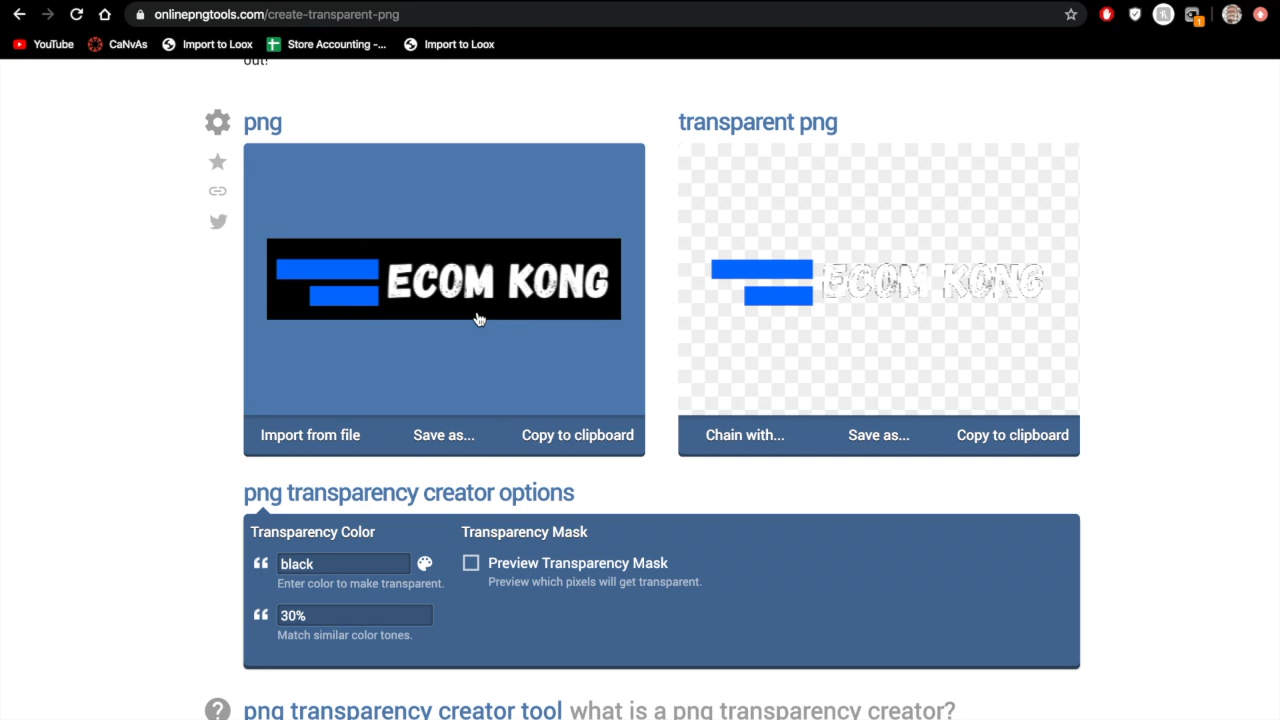 onlinepngtools.com/create-transparent-png
YouTube CaNvAs Import to Loox Store Accounting -... Import to Loox
1
out!
png
transparent png
ECOM KONG
ECOM KONG
Import from file Save as... Copy to clipboard
Chain with... Save as... Copy to clipboard
png transparency creator options
Transparency Color
black
Enter color to make transparent.
30%
Match similar color tones.
Transparency Mask
Preview Transparency Mask
Preview which pixels will get transparent.
? png transparency creator tool what is a png transparency creator?